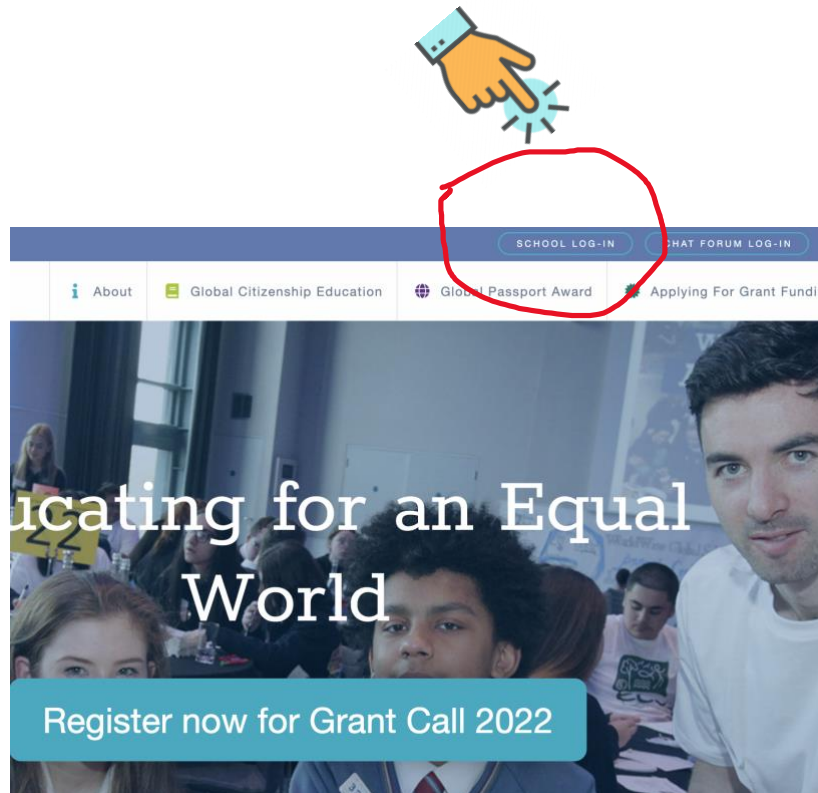 SCHOOL LOG-IN CHAT FORUM LOG-IN
About Global Citizenship Education Global Passport Award Applying For Grant Fundi
ucating for an Equal
World
22
Register now for Grant Call 2022